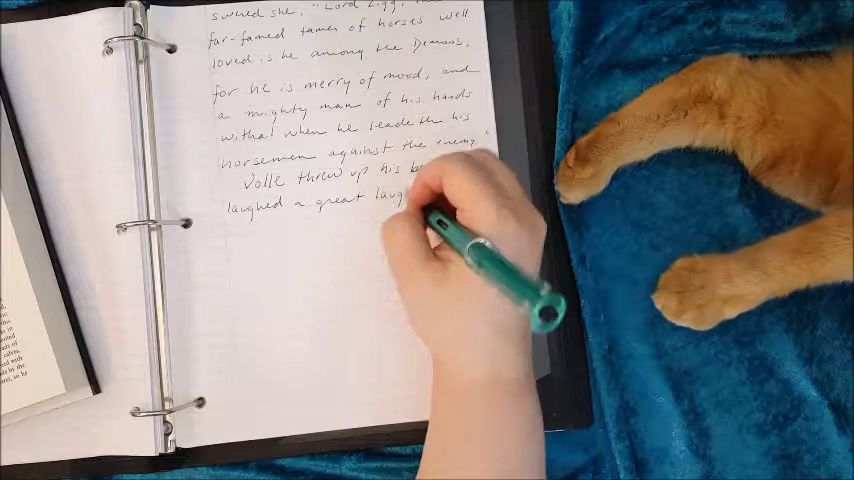 swered she, "Lord Zigg,
far-famed tamer of horses well
loved is he among the Demons,
for he is merry of mood, and
a mighty man of his hands
withal when he leadeth his
horsemen against the enemy"
Volle threw up his
laughed a great